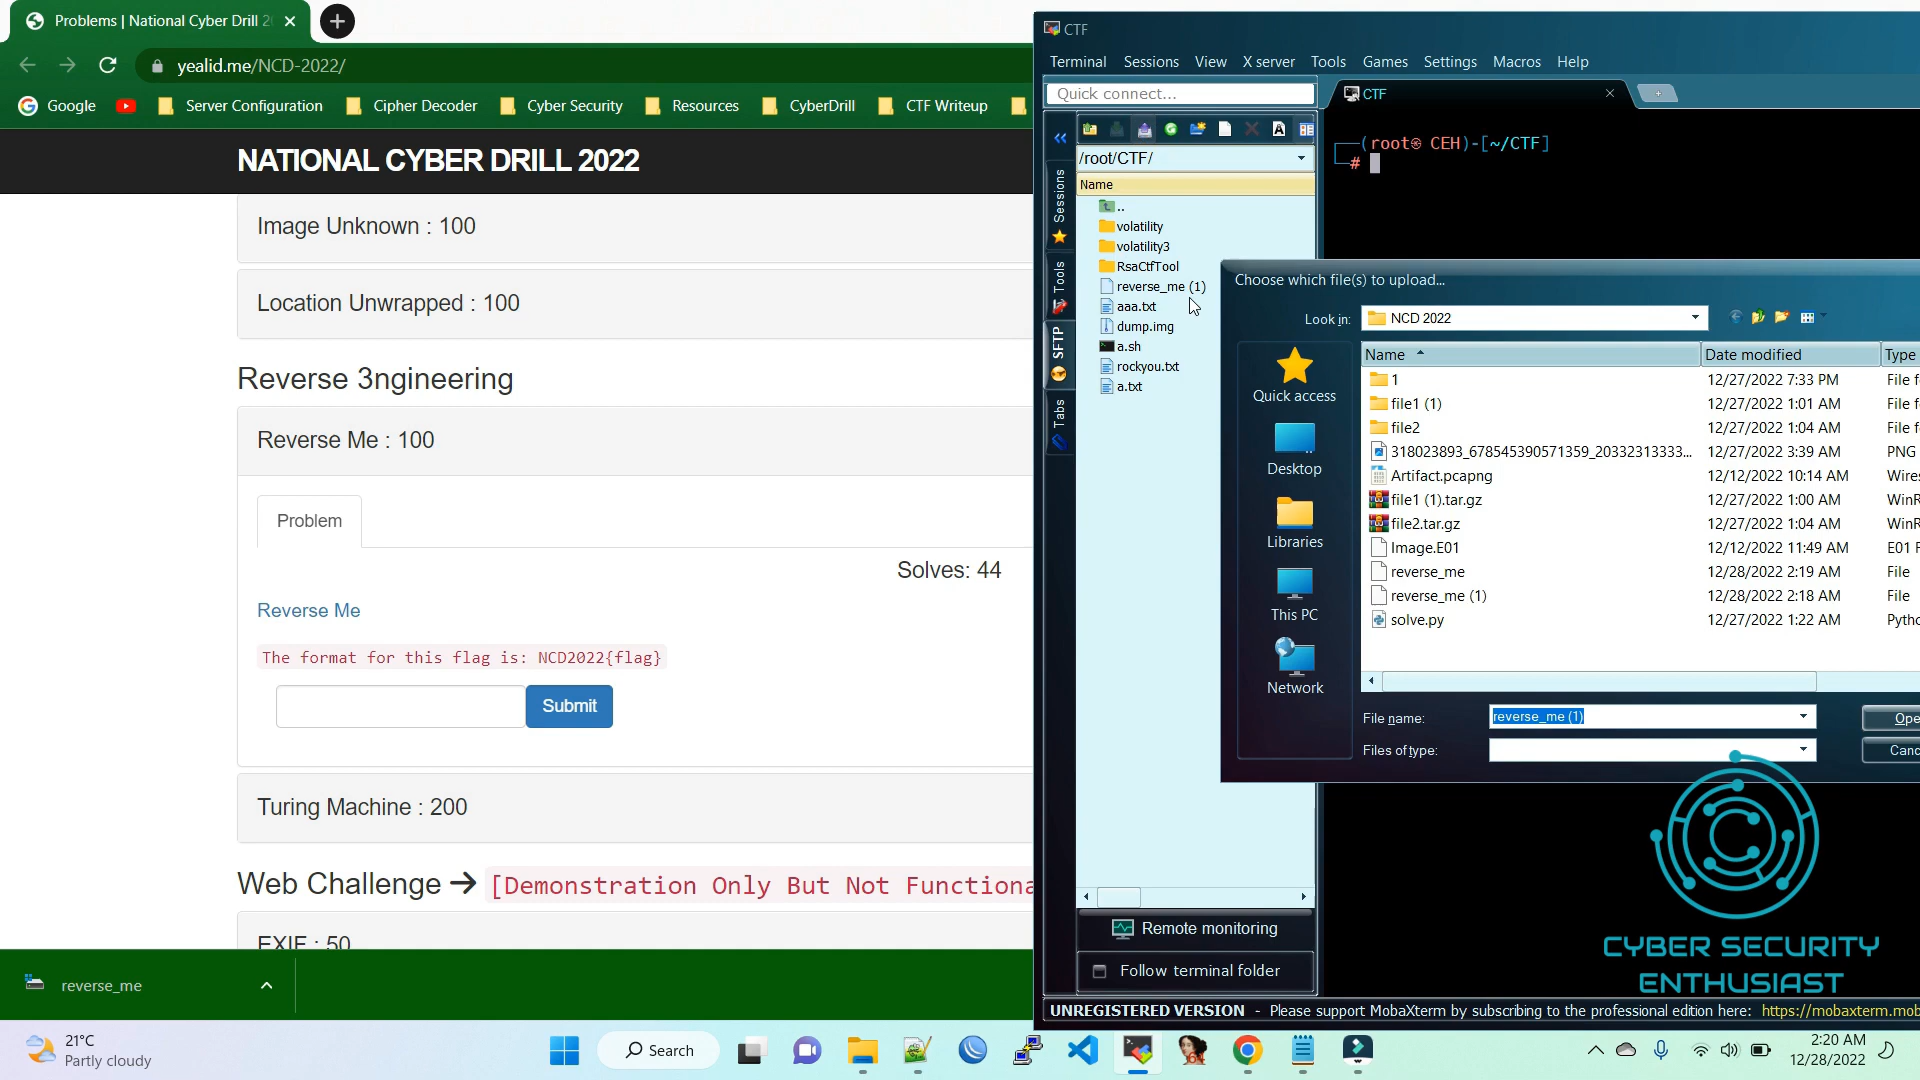 Problems | National Cyber Drill 2
yealid.me/NCD-2022/
Google
Server Configuration
Cipher Decoder
Cyber Security
Resources
CyberDrill
CTF Writeup
NATIONAL CYBER DRILL 2022
Image Unknown : 100
Location Unwrapped : 100
Reverse 3ngineering
Reverse Me : 100
Problem
Solves: 44
Reverse Me
The format for this flag is: NCD2022{flag}
Submit
Turing Machine : 200
Web Challenge → [Demonstration Only But Not Functiona
EXIF : 50
reverse_me
CTF
Terminal Sessions View X server Tools Games Settings Macros Help
Quick connect...
CTF
/root/CTF/
Name
..
volatility
volatility3
RsaCtfTool
reverse_me (1)
aaa.txt
dump.img
a.sh
rockyou.txt
a.txt
Sessions
Tools
SFTP
Tabs
(root㉿ CEH)-[~/CTF]
#
Choose which file(s) to upload...
Look in: NCD 2022
Quick access
Desktop
Libraries
This PC
Network
Name Date modified Type
1 12/27/2022 7:33 PM File f
file1 (1) 12/27/2022 1:01 AM File f
file2 12/27/2022 1:04 AM File f
318023893_678545390571359_20332313333... 12/27/2022 3:39 AM PNG
Artifact.pcapng 12/12/2022 10:14 AM Wires
file1 (1).tar.gz 12/27/2022 1:00 AM WinR
file2.tar.gz 12/27/2022 1:04 AM WinR
Image.E01 12/12/2022 11:49 AM E01 F
reverse_me 12/28/2022 2:19 AM File
reverse_me (1) 12/28/2022 2:18 AM File
solve.py 12/27/2022 1:22 AM Pytho
File name: reverse_me (1)
Ope
Files of type:
Canc
Remote monitoring
Follow terminal folder
CYBER SECURITY
ENTHUSIAST
UNREGISTERED VERSION - Please support MobaXterm by subscribing to the professional edition here: https://mobaxterm.mob
21°C
Partly cloudy
Search
2:20 AM
12/28/2022